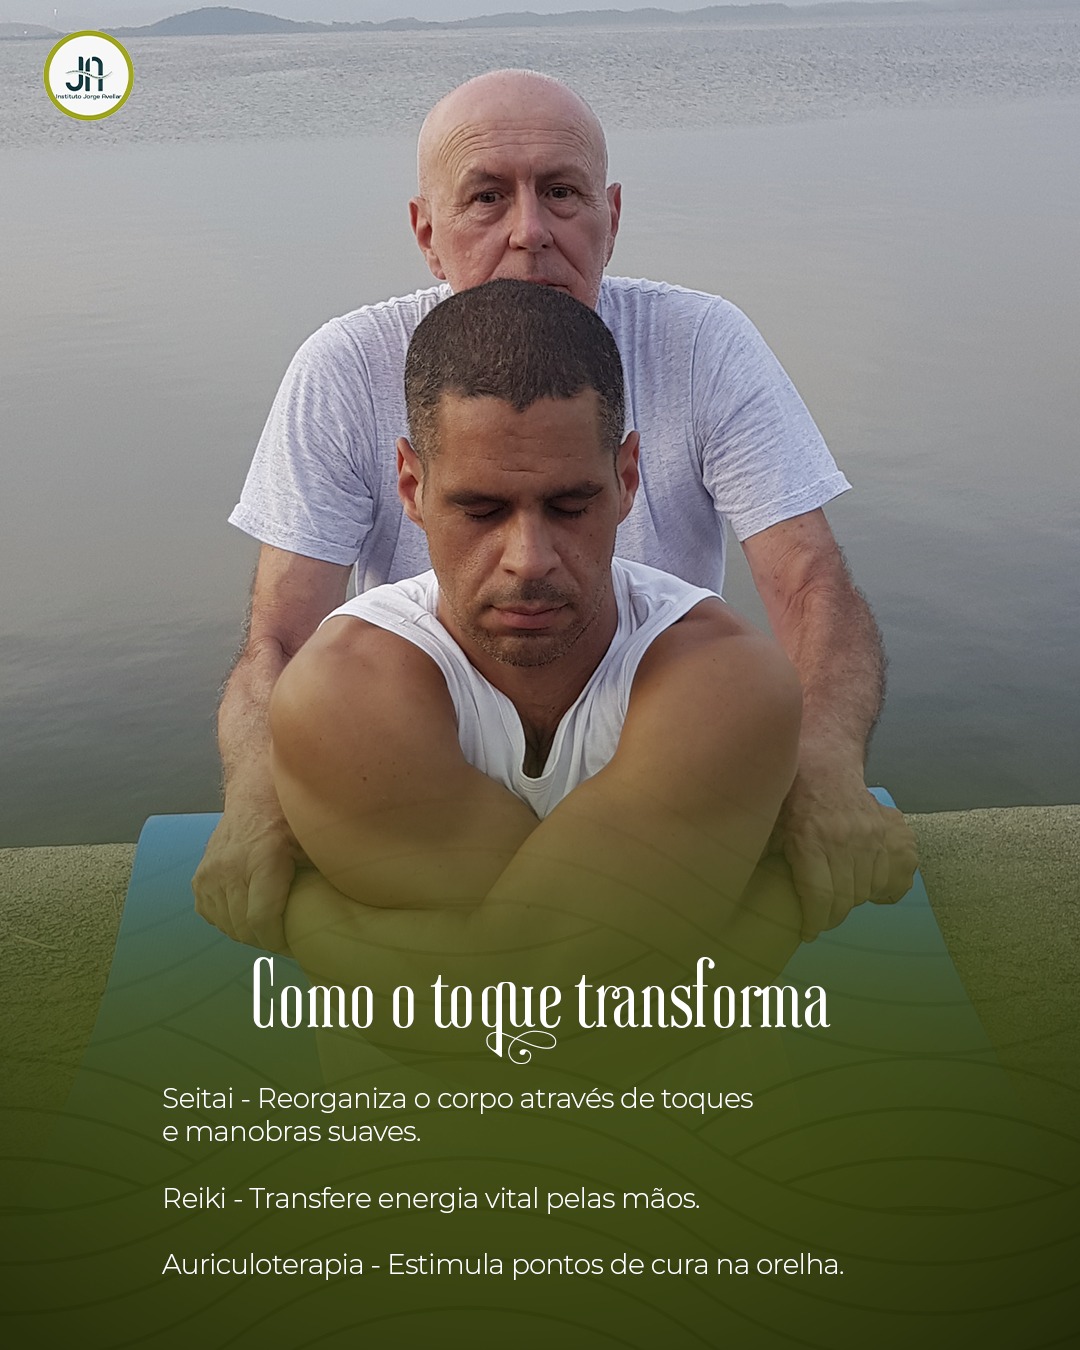 JA
Instituto Jorge Avellar
Como o toque transforma
Seitai - Reorganiza o corpo através de toques
e manobras suaves.
Reiki - Transfere energia vital pelas mãos.
Auriculoterapia - Estimula pontos de cura na orelha.